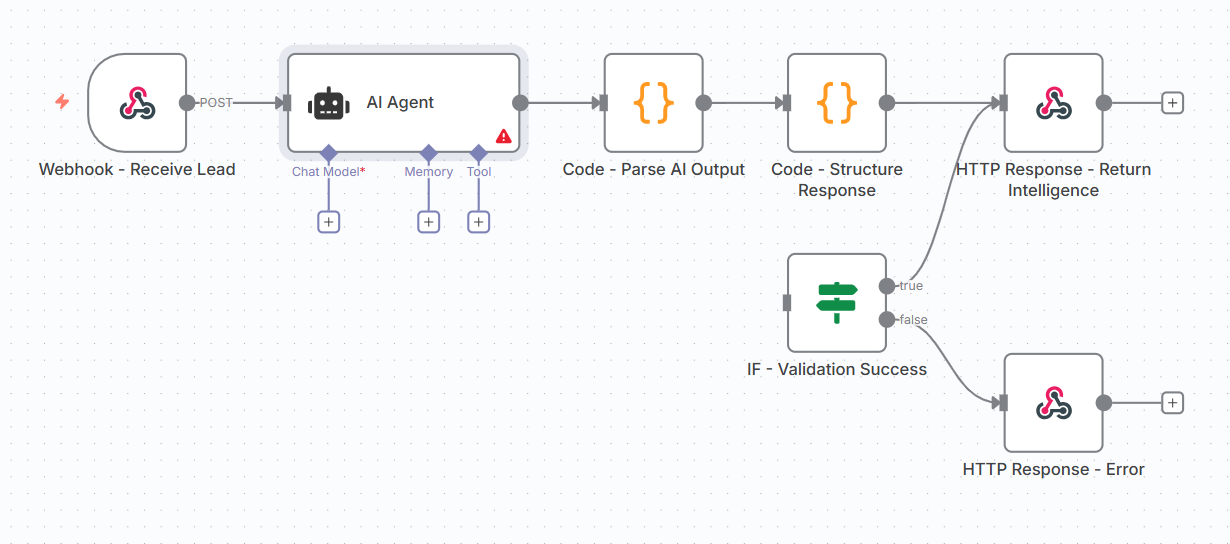 POST
AI Agent
Chat Model*
Memory
Tool
Webhook - Receive Lead
Code - Parse AI Output
Code - Structure
Response
HTTP Response - Return
Intelligence
true
false
IF - Validation Success
HTTP Response - Error